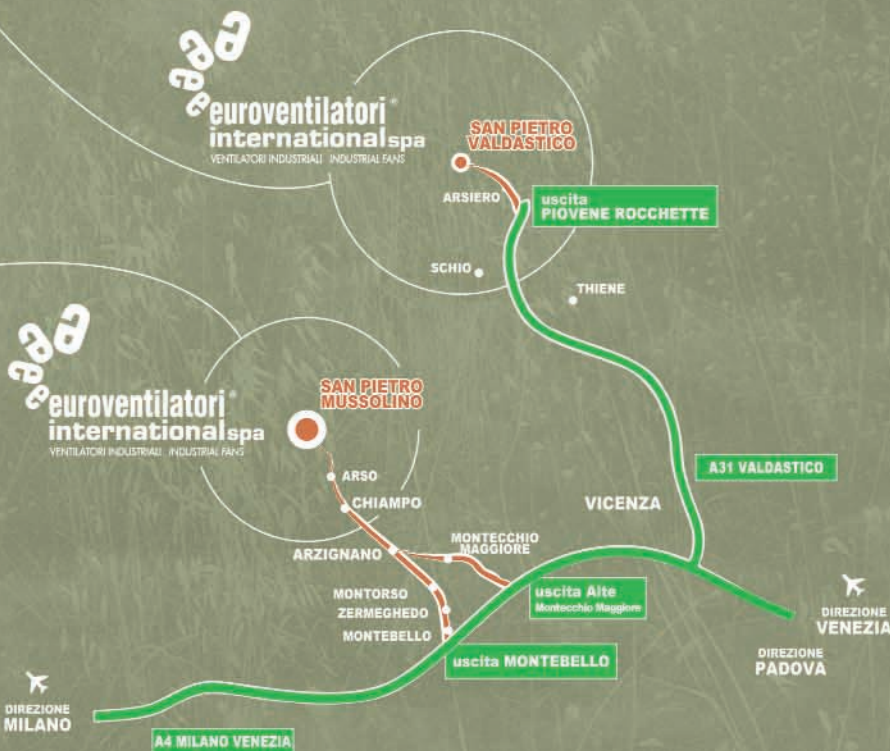 euroventilatori®
internationalspa
VENTILATORI INDUSTRIALI INDUSTRIAL FANS
SAN PIETRO
VALDASTICO
ARSIERO
uscita
PIOVENE ROCCHETTE
SCHIO
THIENE
euroventilatori®
internationalspa
VENTILATORI INDUSTRIALI INDUSTRIAL FANS
SAN PIETRO
MUSSOLINO
ARSO
CHIAMPO
A31 VALDASTICO
VICENZA
ARZIGNANO
MONTECCHIO
MAGGIORE
MONTORSO
ZERMEGHEDO
MONTEBELLO
uscita Alte
Montecchio Maggiore
uscita MONTEBELLO
DIREZIONE
VENEZIA
DIREZIONE
PADOVA
DIREZIONE
MILANO
A4 MILANO VENEZIA